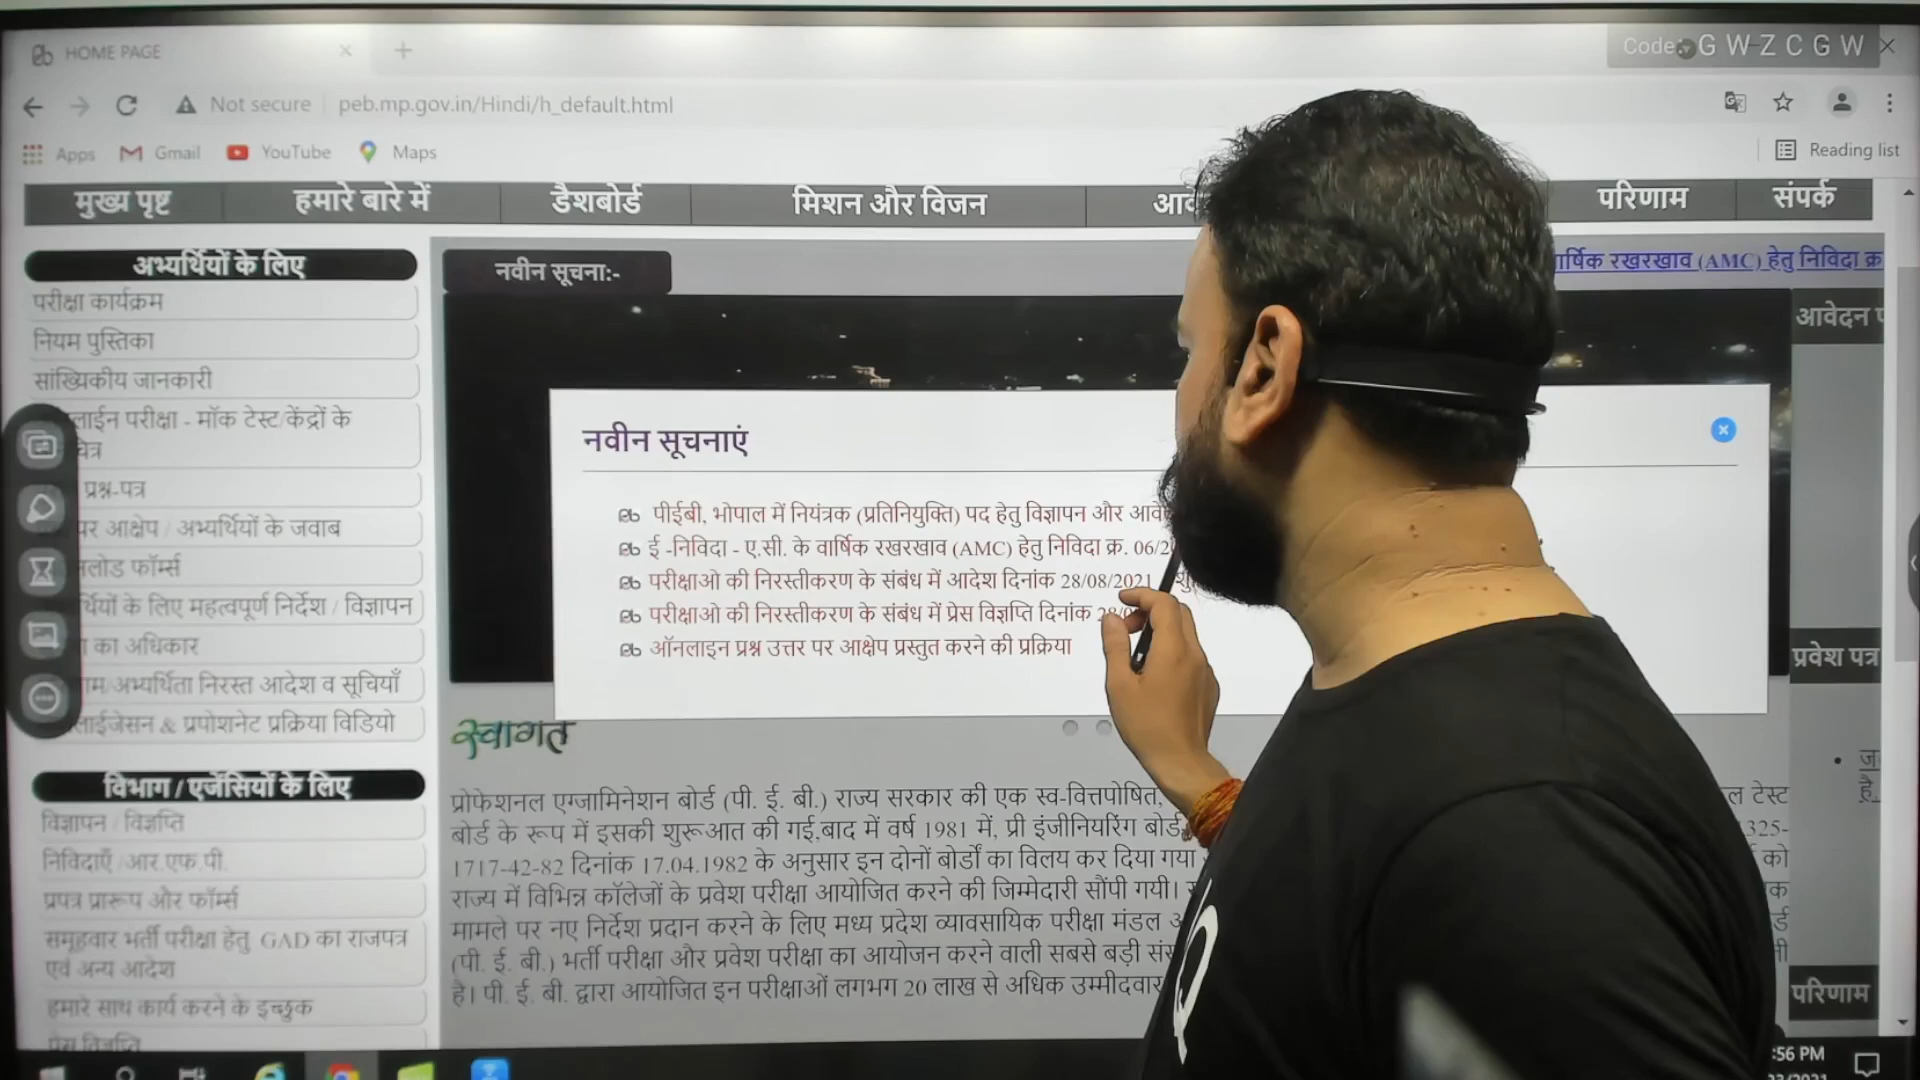 HOME PAGE
Code: G W Z C G W
Not secure
peb.mp.gov.in/Hindi/h_default.html
Apps
Gmail
YouTube
Maps
Reading list
मुख्य पृष्ट
हमारे बारे में
डैशबोर्ड
मिशन और विजन
परिणाम
संपर्क
अभ्यर्थियों के लिए
परीक्षा कार्यक्रम
नियम पुस्तिका
सांख्यिकीय जानकारी
परीक्षा - मॉक टेस्ट/केंद्रों के
प्रश्न-पत्र
आक्षेप / अभ्यर्थियों के जवाब
फॉर्म्स
के लिए महत्वपूर्ण निर्देश / विज्ञापन
का अधिकार
अभ्यर्थिता निरस्त आदेश व सूचियाँ
& प्रपोशनेट प्रक्रिया विडियो
विभाग / एजेंसियों के लिए
विज्ञापन / विज्ञप्ति
निविदाएँ /आर.एफ.पी.
प्रपत्र प्रारूप और फॉर्म्स
समूहवार भर्ती परीक्षा हेतु GAD का राजपत्र
एवं अन्य आदेश
हमारे साथ कार्य करने के इच्छुक
नवीन सूचना:-
रखरखाव (AMC) हेतु निविदा क्र
नवीन सूचनाएं
पीईबी, भोपाल में नियंत्रक (प्रतिनियुक्ति) पद हेतु विज्ञापन और
ई -निविदा - ए.सी. के वार्षिक रखरखाव (AMC) हेतु निविदा क्र.
परीक्षाओ की निरस्तीकरण के संबंध में आदेश दिनांक 28/08/2021
परीक्षाओ की निरस्तीकरण के संबंध में प्रेस विज्ञप्ति दिनांक
ऑनलाइन प्रश्न उत्तर पर आक्षेप प्रस्तुत करने की प्रक्रिया
स्वागत
प्रोफेशनल एग्जामिनेशन बोर्ड (पी. ई. बी.) राज्य सरकार की एक स्व-वित्तपोषित, टेस्ट
बोर्ड के रूप में इसकी शुरूआत की गई,बाद में वर्ष 1981 में, प्री इंजीनियरिंग बोर्ड
1717-42-82 दिनांक 17.04.1982 के अनुसार इन दोनों बोर्डों का विलय कर दिया गया को
राज्य में विभिन्न कॉलेजों के प्रवेश परीक्षा आयोजित करने की जिम्मेदारी सौंपी गयी।
मामले पर नए निर्देश प्रदान करने के लिए मध्य प्रदेश व्यावसायिक परीक्षा मंडल
(पी. ई. बी.) भर्ती परीक्षा और प्रवेश परीक्षा का आयोजन करने वाली सबसे बड़ी
है। पी. ई. बी. द्वारा आयोजित इन परीक्षाओं लगभग 20 लाख से अधिक
आवेदन
प्रवेश पत्र
है.
परिणाम
:56 PM